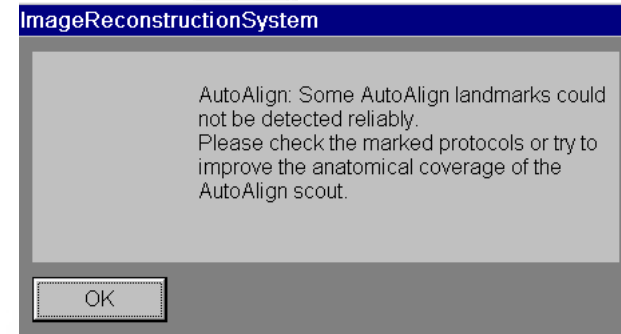 ImageReconstructionSystem
AutoAlign: Some AutoAlign landmarks could
not be detected reliably.
Please check the marked protocols or try to
improve the anatomical coverage of the
AutoAlign scout.
OK